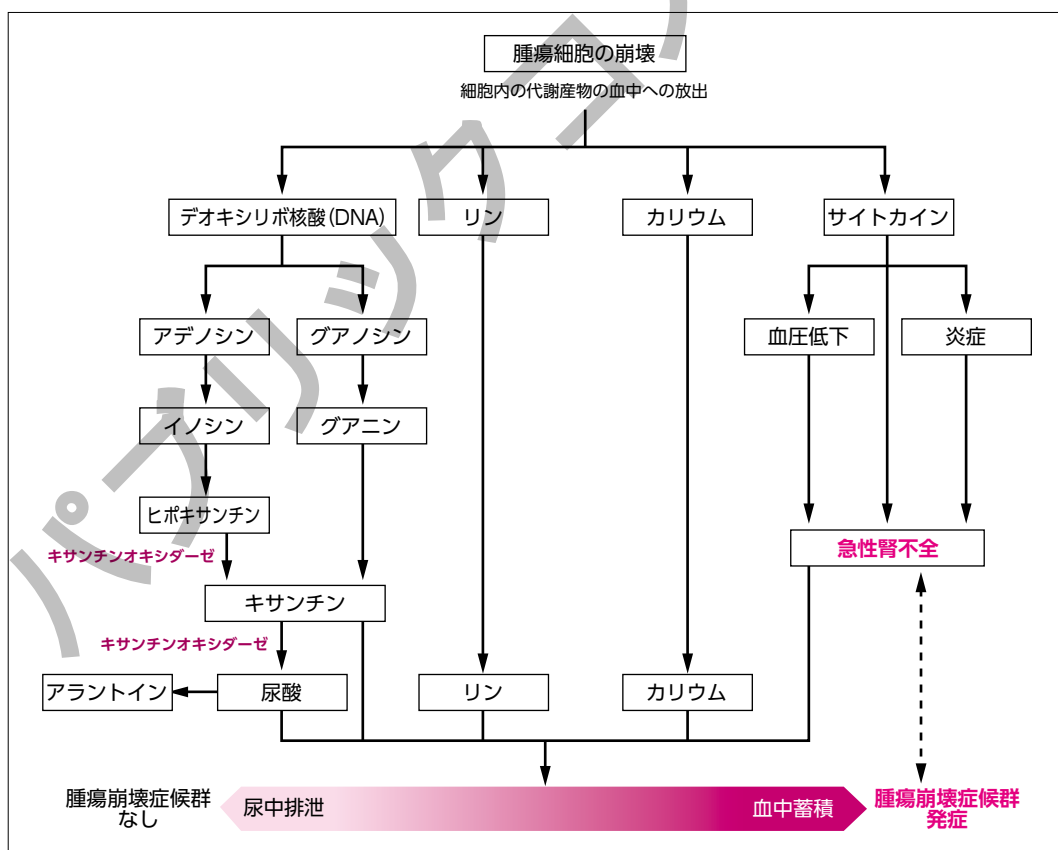 腫瘍細胞の崩壊
細胞内の代謝産物の血中への放出
デオキシリボ核酸(DNA)
リン
カリウム
サイトカイン
アデノシン
グアノシン
血圧低下
炎症
イノシン
グアニン
ヒポキサンチン
キサンチンオキシダーゼ
急性腎不全
キサンチン
キサンチンオキシダーゼ
アラントイン
尿酸
リン
カリウム
腫瘍崩壊症候群
なし
尿中排泄
血中蓄積
腫瘍崩壊症候群
発症
パブリックコ